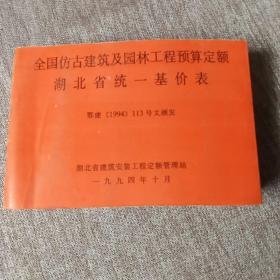 全国仿古建筑及园林工程预算定额
湖北省统一基价表
鄂建〔1994〕113号文颁发
湖北省建筑安装工程定额管理站
一九九四年十月